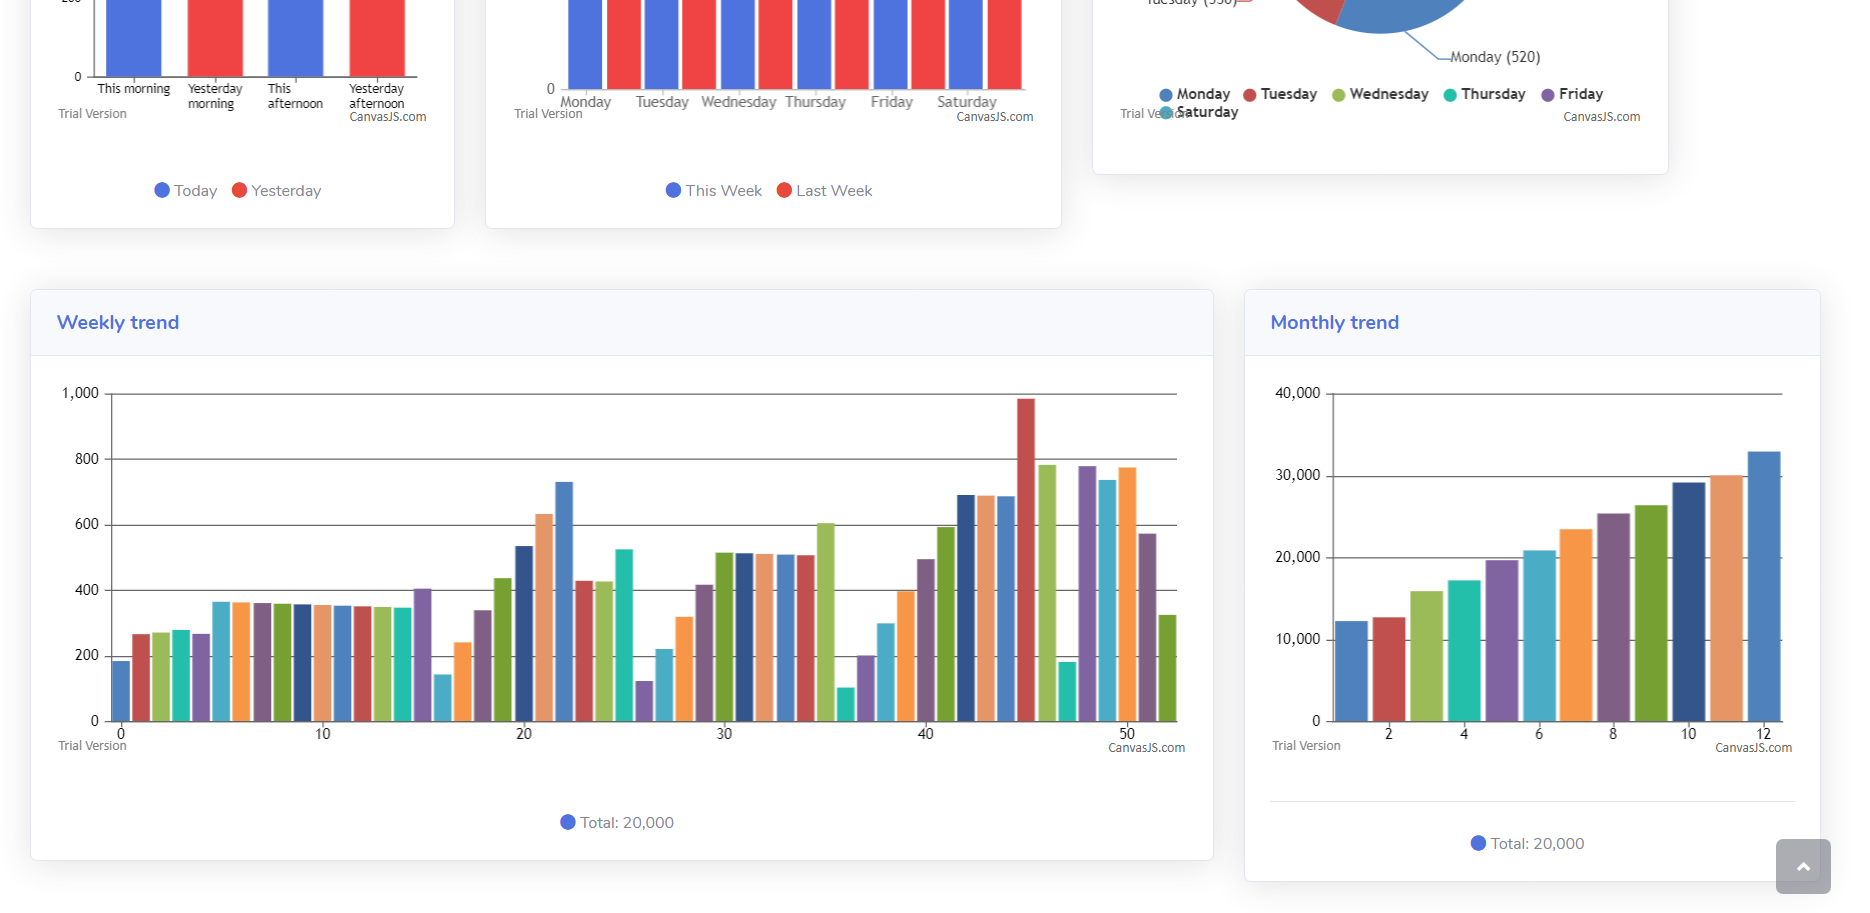 0
This morning
Yesterday morning
This afternoon
Yesterday afternoon
Trial Version
CanvasJS.com
Today
Yesterday
0
Monday
Tuesday
Wednesday
Thursday
Friday
Saturday
Trial Version
CanvasJS.com
This Week
Last Week
Monday (520)
Monday
Tuesday
Wednesday
Thursday
Friday
Saturday
Trial Version
CanvasJS.com
Weekly trend
1,000
800
600
400
200
0
0
10
20
30
40
50
Trial Version
CanvasJS.com
Total: 20,000
Monthly trend
40,000
30,000
20,000
10,000
0
2
4
6
8
10
12
Trial Version
CanvasJS.com
Total: 20,000